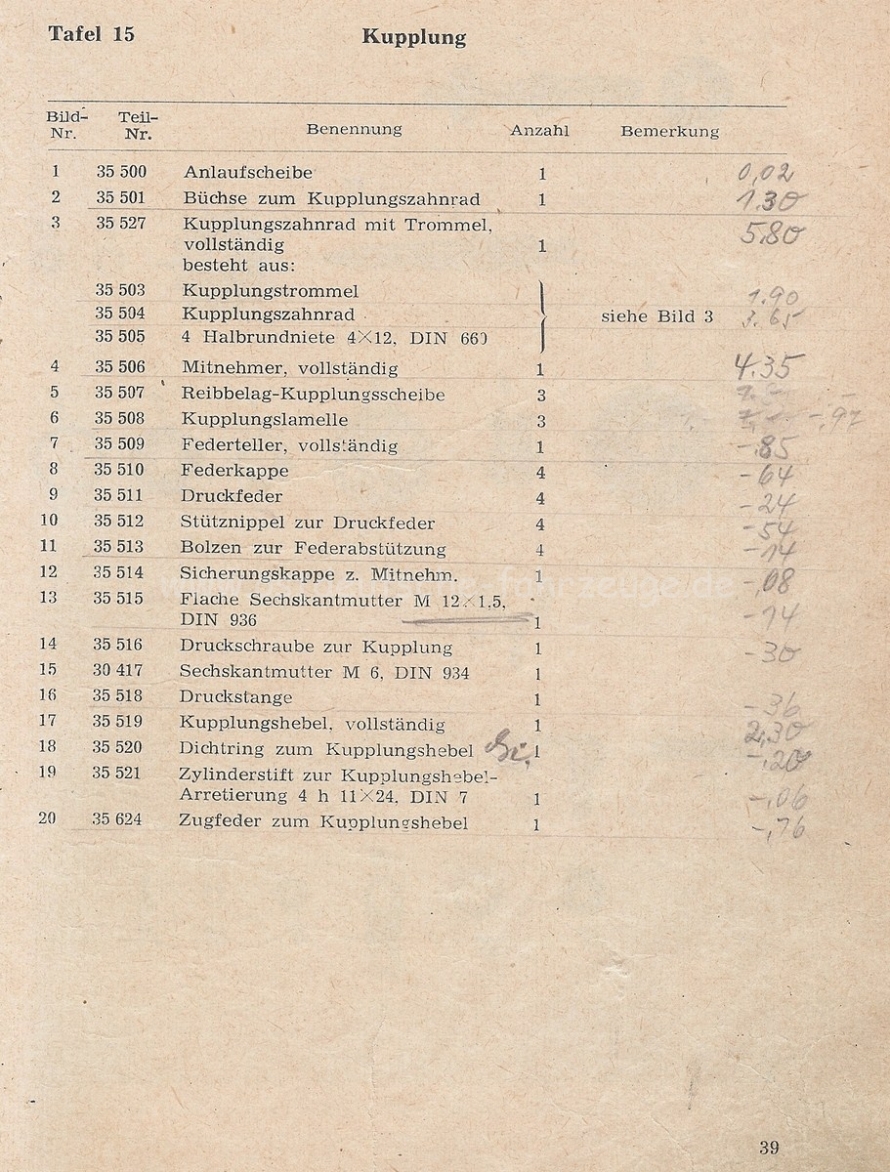 Tafel 15 Kupplung
Bild- Teil-
Nr. Nr. Benennung Anzahl Bemerkung
1 35 500 Anlaufscheibe 1 0,02
2 35 501 Büchse zum Kupplungszahnrad 1 1.30
3 35 527 Kupplungszahnrad mit Trommel, 5.80
vollständig 1
besteht aus:
35 503 Kupplungstrommel 1.90
35 504 Kupplungszahnrad siehe Bild 3 3.65
35 505 4 Halbrundniete 4×12, DIN 660
4 35 506 Mitnehmer, vollständig 1 4.35
5 35 507 Reibbelag-Kupplungsscheibe 3
6 35 508 Kupplungslamelle 3
7 35 509 Federteller, vollständig 1 -.85
8 35 510 Federkappe 4 -64
9 35 511 Druckfeder 4 -24
10 35 512 Stütznippel zur Druckfeder 4 -54
11 35 513 Bolzen zur Federabstützung 4 -14
12 35 514 Sicherungskappe z. Mitnehm. 1 -,08
13 35 515 Flache Sechskantmutter M 12×1,5, -14
DIN 936 1
14 35 516 Druckschraube zur Kupplung 1 -30
15 30 417 Sechskantmutter M 6, DIN 934 1
16 35 518 Druckstange 1 -36
17 35 519 Kupplungshebel, vollständig 1 2,30
18 35 520 Dichtring zum Kupplungshebel 1 -.20
19 35 521 Zylinderstift zur Kupplungshebel-
Arretierung 4 h 11×24, DIN 7 1 -,06
20 35 624 Zugfeder zum Kupplungshebel 1 -,76
39